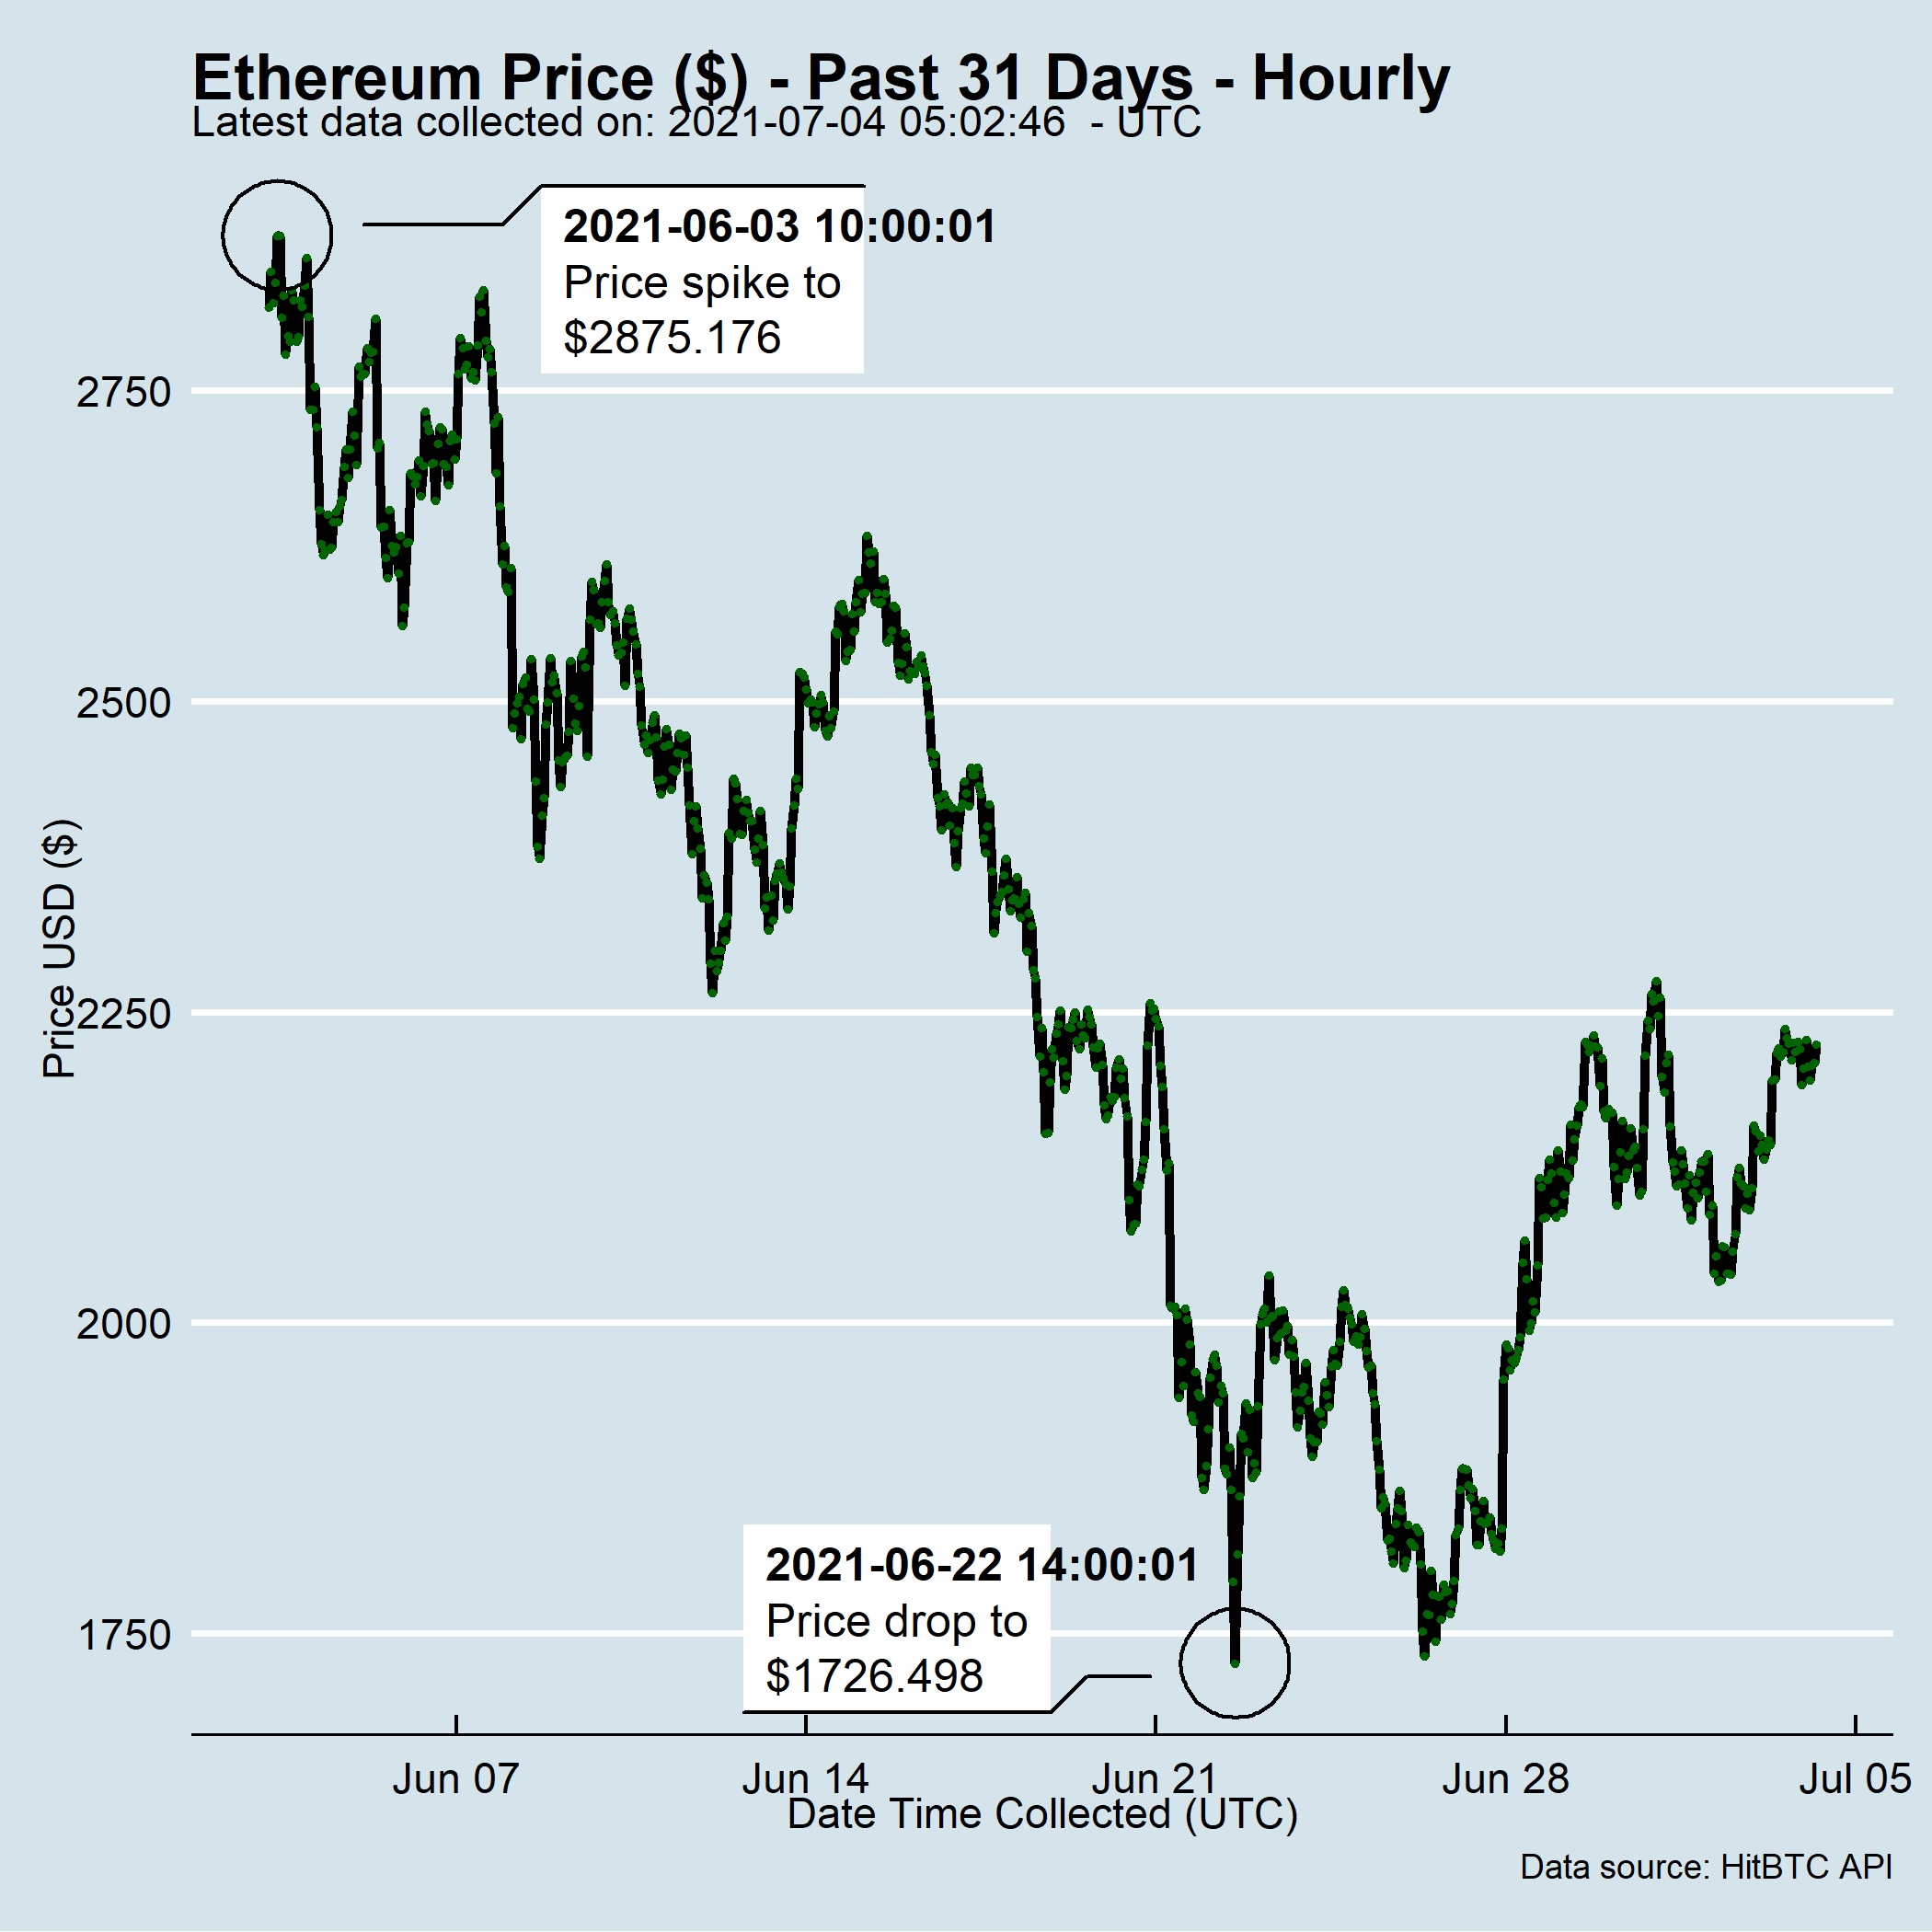 Ethereum Price ($) - Past 31 Days - Hourly
Latest data collected on: 2021-07-04 05:02:46  - UTC
2021-06-03 10:00:01
Price spike to
$2875.176
2750
2500
2250
2000
1750
Price USD ($)
2021-06-22 14:00:01
Price drop to
$1726.498
Jun 07
Jun 14
Jun 21
Jun 28
Jul 05
Date Time Collected (UTC)
Data source: HitBTC API